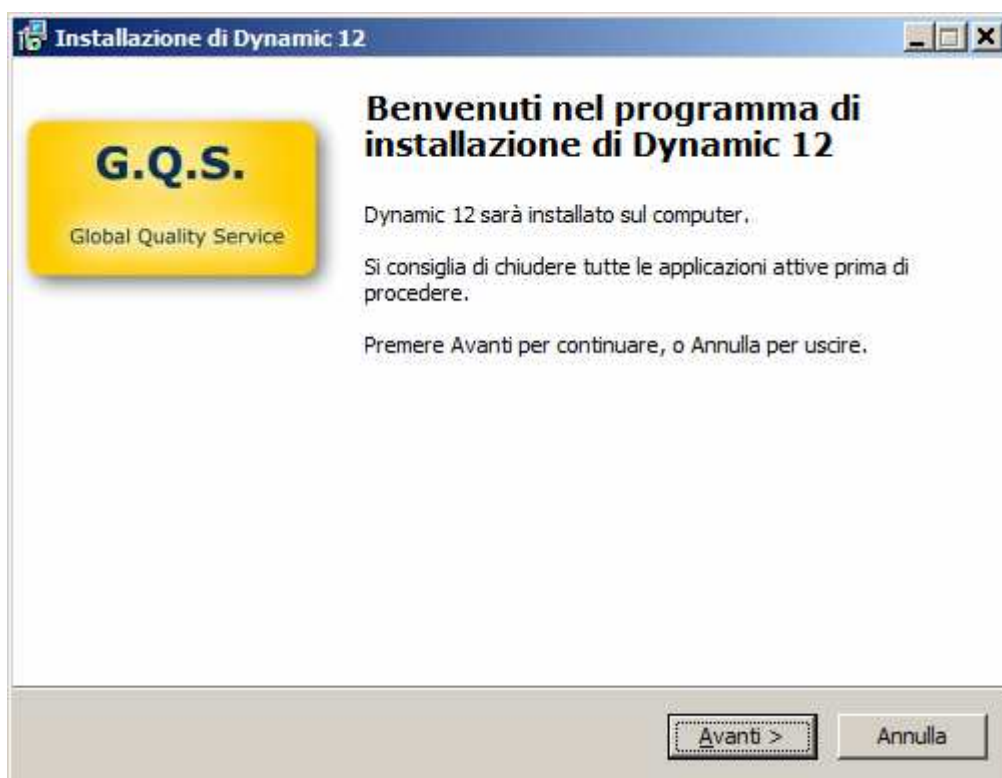 Installazione di Dynamic 12
G.Q.S.
Global Quality Service
Benvenuti nel programma di
installazione di Dynamic 12
Dynamic 12 sarà installato sul computer.
Si consiglia di chiudere tutte le applicazioni attive prima di
procedere.
Premere Avanti per continuare, o Annulla per uscire.
Avanti >
Annulla